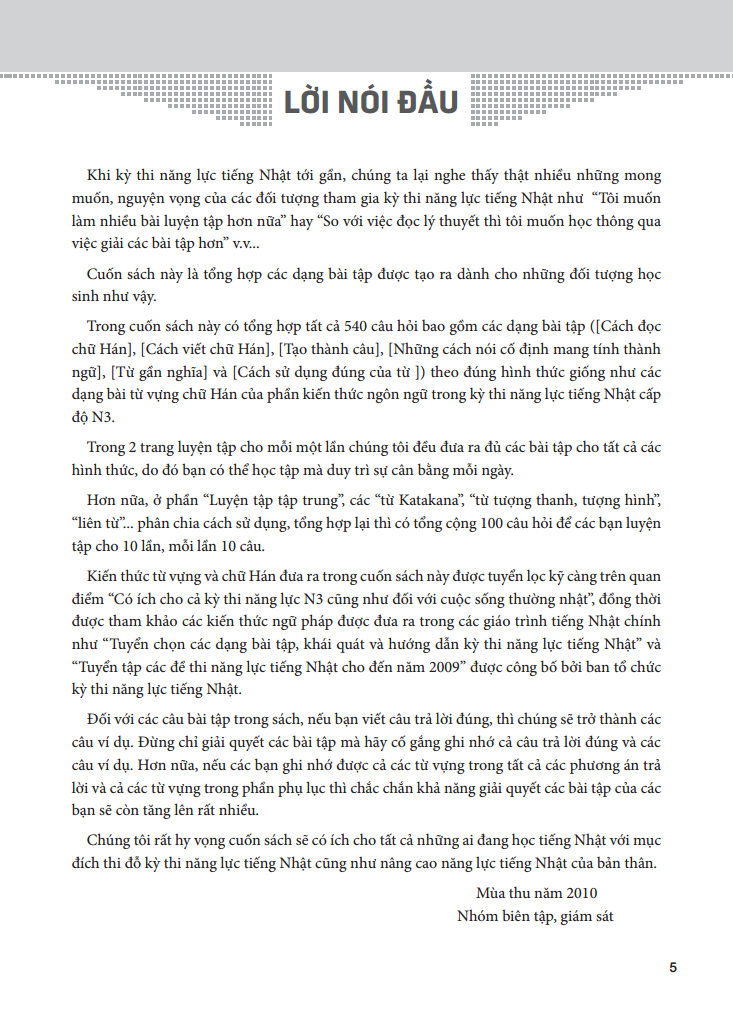 LỜI NÓI ĐẦU
Khi kỳ thi năng lực tiếng Nhật tới gần, chúng ta lại nghe thấy thật nhiều những mong
muốn, nguyện vọng của các đối tượng tham gia kỳ thi năng lực tiếng Nhật như “Tôi muốn
làm nhiều bài luyện tập hơn nữa” hay “So với việc đọc lý thuyết thì tôi muốn học thông qua
việc giải các bài tập hơn” v.v...
Cuốn sách này là tổng hợp các dạng bài tập được tạo ra dành cho những đối tượng học
sinh như vậy.
Trong cuốn sách này có tổng hợp tất cả 540 câu hỏi bao gồm các dạng bài tập ([Cách đọc
chữ Hán], [Cách viết chữ Hán], [Tạo thành câu], [Những cách nói cố định mang tính thành
ngữ], [Từ gần nghĩa] và [Cách sử dụng đúng của từ ]) theo đúng hình thức giống như các
dạng bài từ vựng chữ Hán của phần kiến thức ngôn ngữ trong kỳ thi năng lực tiếng Nhật cấp
độ N3.
Trong 2 trang luyện tập cho mỗi một lần chúng tôi đều đưa ra đủ các bài tập cho tất cả các
hình thức, do đó bạn có thể học tập mà duy trì sự cân bằng mỗi ngày.
Hơn nữa, ở phần “Luyện tập tập trung”, các “từ Katakana”, “từ tượng thanh, tượng hình”,
“liên từ”... phân chia cách sử dụng, tổng hợp lại thì có tổng cộng 100 câu hỏi để các bạn luyện
tập cho 10 lần, mỗi lần 10 câu.
Kiến thức từ vựng và chữ Hán đưa ra trong cuốn sách này được tuyển lọc kỹ càng trên quan
điểm “Có ích cho cả kỳ thi năng lực N3 cũng như đối với cuộc sống thường nhật”, đồng thời
được tham khảo các kiến thức ngữ pháp được đưa ra trong các giáo trình tiếng Nhật chính
như “Tuyển chọn các dạng bài tập, khái quát và hướng dẫn kỳ thi năng lực tiếng Nhật” và
“Tuyển tập các đề thi năng lực tiếng Nhật cho đến năm 2009” được công bố bởi ban tổ chức
kỳ thi năng lực tiếng Nhật.
Đối với các câu bài tập trong sách, nếu bạn viết câu trả lời đúng, thì chúng sẽ trở thành các
câu ví dụ. Đừng chỉ giải quyết các bài tập mà hãy cố gắng ghi nhớ cả câu trả lời đúng và các
câu ví dụ. Hơn nữa, nếu các bạn ghi nhớ được cả các từ vựng trong tất cả các phương án trả
lời và cả các từ vựng trong phần phụ lục thì chắc chắn khả năng giải quyết các bài tập của các
bạn sẽ còn tăng lên rất nhiều.
Chúng tôi rất hy vọng cuốn sách sẽ có ích cho tất cả những ai đang học tiếng Nhật với mục
đích thi đỗ kỳ thi năng lực tiếng Nhật cũng như nâng cao năng lực tiếng Nhật của bản thân.
Mùa thu năm 2010
Nhóm biên tập, giám sát
5